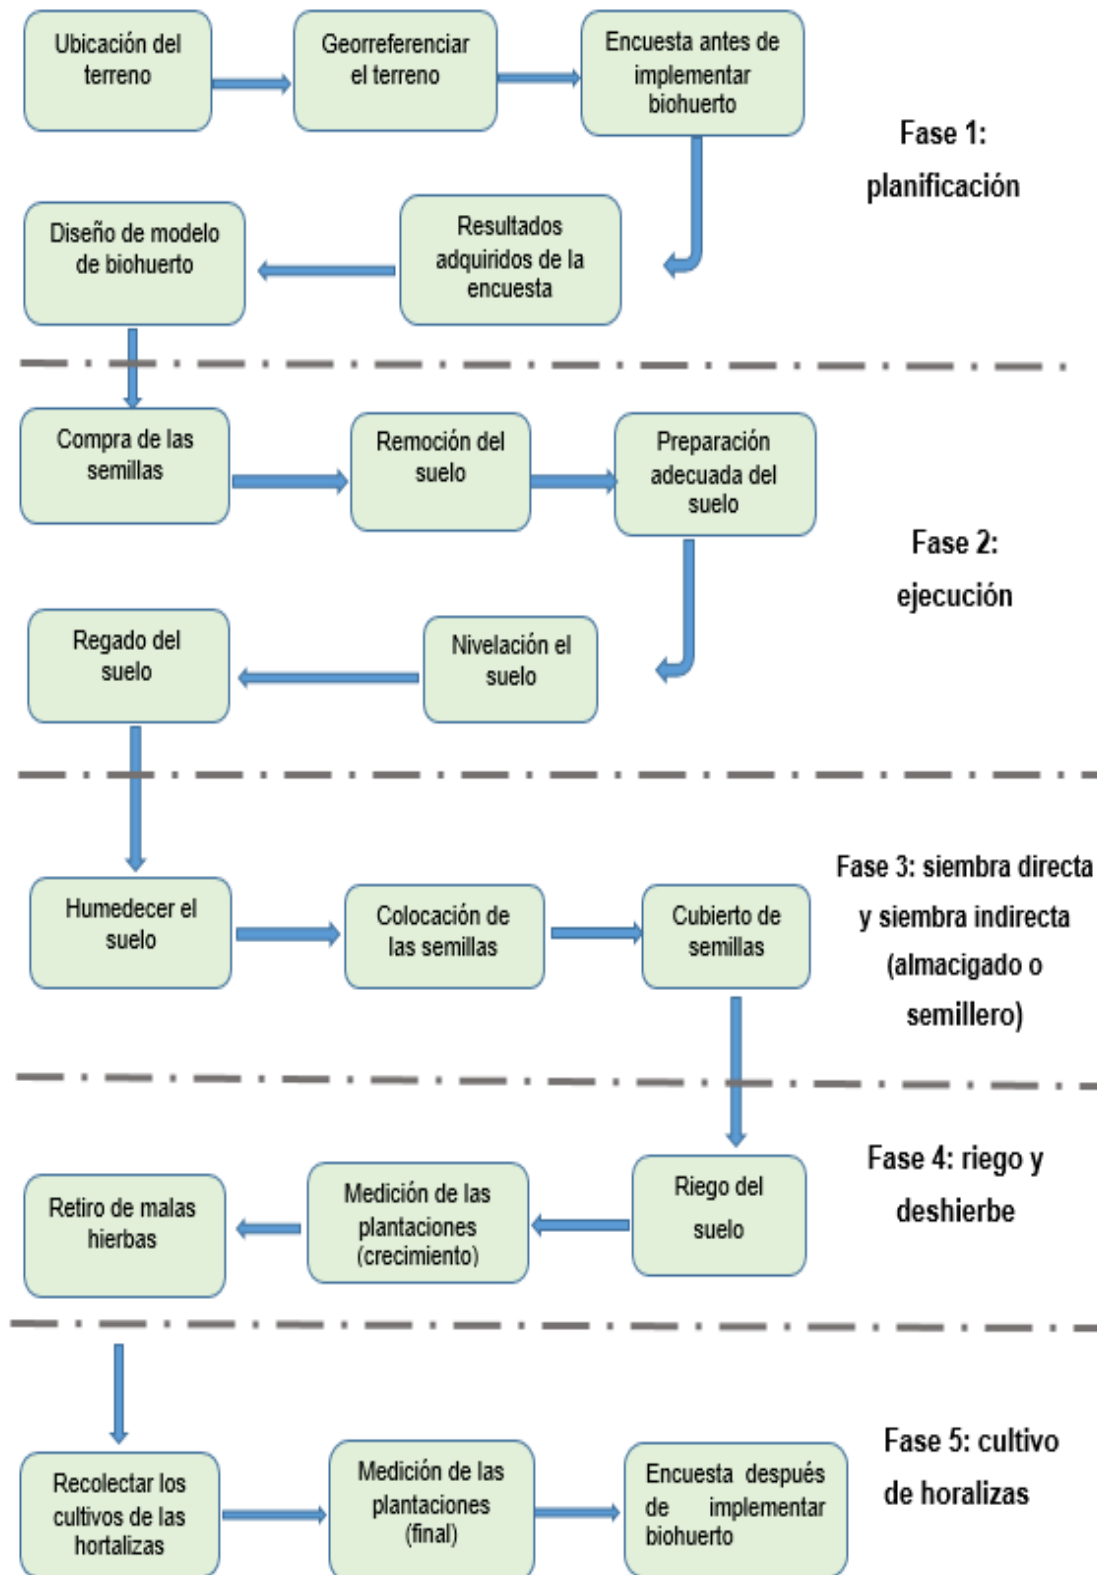 Ubicación del
terreno
Georreferenciar
el terreno
Encuesta antes de
implementar
biohuerto
Fase 1:
planificación
Diseño de modelo
de biohuerto
Resultados
adquiridos de la
encuesta
Compra de las
semillas
Remoción del
suelo
Preparación
adecuada del
suelo
Fase 2:
ejecución
Regado del
suelo
Nivelación el
suelo
Humedecer el
suelo
Colocación de
las semillas
Cubierto de
semillas
Fase 3: siembra directa
y siembra indirecta
(almacigado o
semillero)
Retiro de malas
hierbas
Medición de las
plantaciones
(crecimiento)
Riego del
suelo
Fase 4: riego y
deshierbe
Recolectar los
cultivos de las
hortalizas
Medición de las
plantaciones
(final)
Encuesta después
de implementar
biohuerto
Fase 5: cultivo
de horalizas